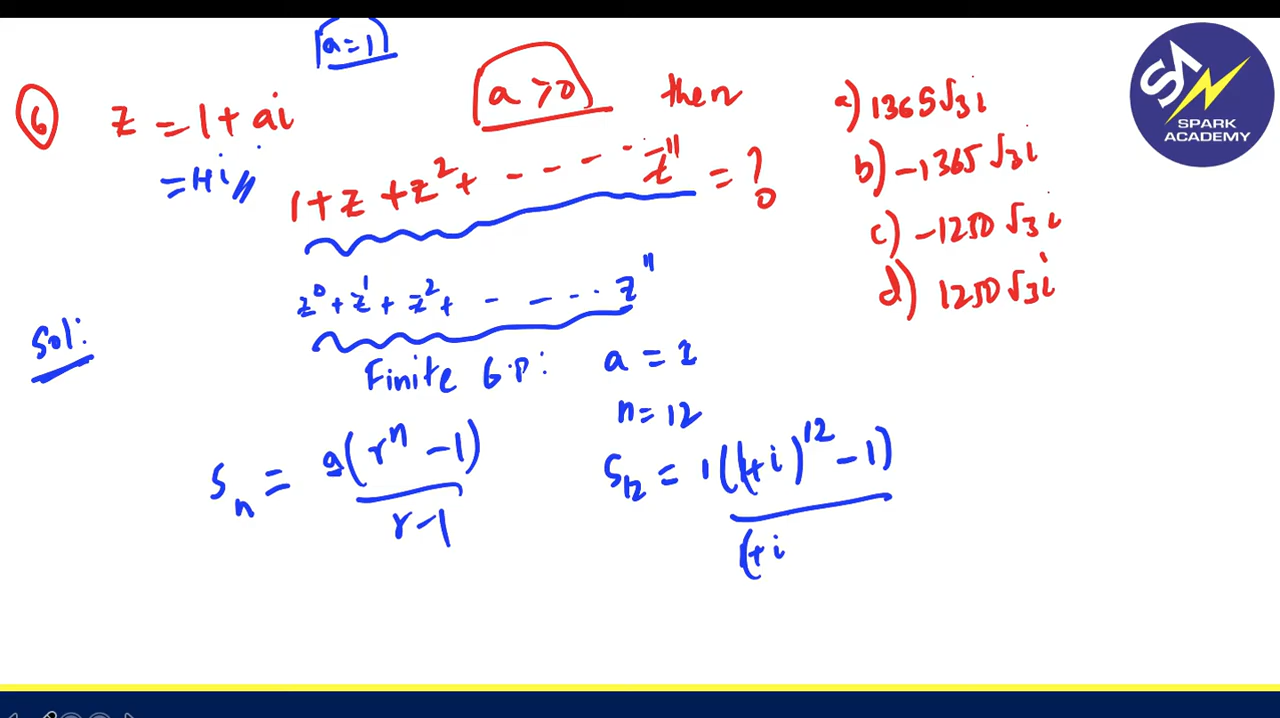 a=1
6 z = 1 + ai a > 0 then
= 1+i
1 + z + z² + - - - - - - z¹¹ = ?
a) 1365√3i
b) -1365√3i
c) -1250√3i
d) 1250√3i
SPARK
ACADEMY
z⁰ + z¹ + z² + - - - - - - z¹¹
Sol:
Finite G.P: a = 1
n = 12
Sₙ = a(rⁿ - 1) / r - 1
S₁₂ = 1((1+i)¹² - 1) / (1+i